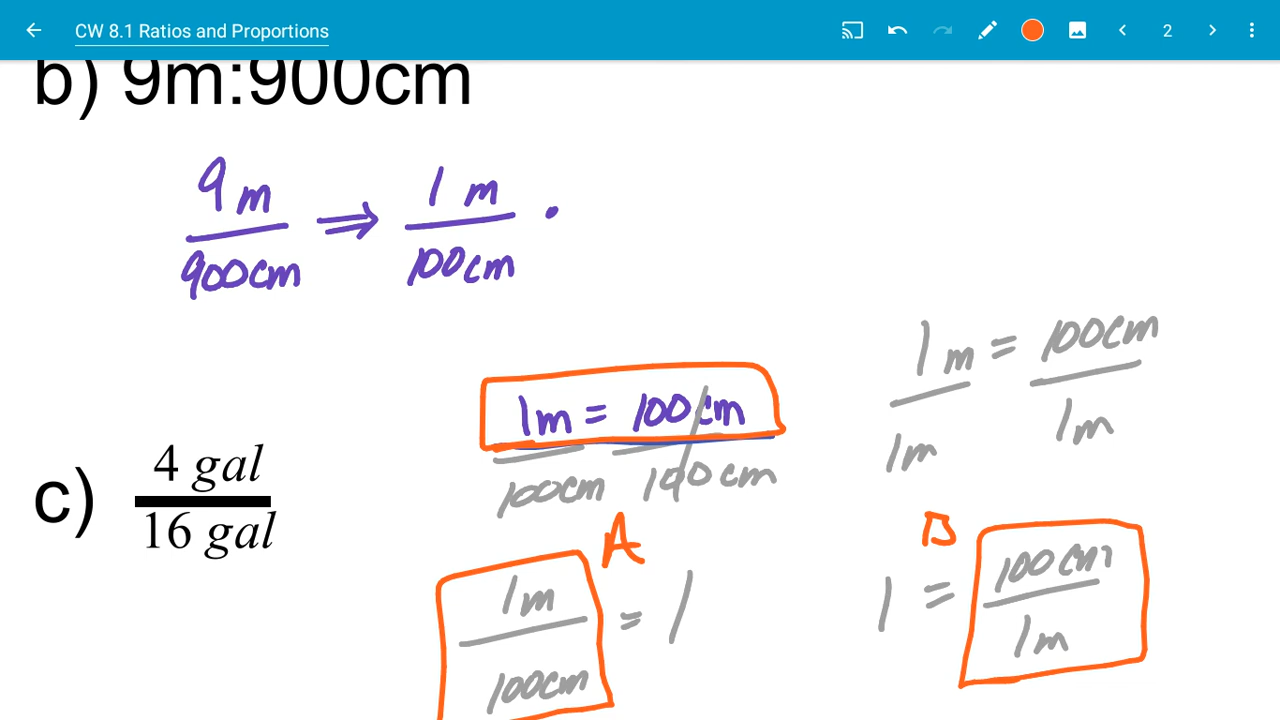 CW 8.1 Ratios and Proportions
2
b) 9m:900cm
9m/900cm ⇒ 1m/100cm ·
1m = 100cm
100cm 100cm
1m = 100cm
1m 1m
c) 4 gal/16 gal
A
1m/100cm = 1
B
1 = 100cm/1m